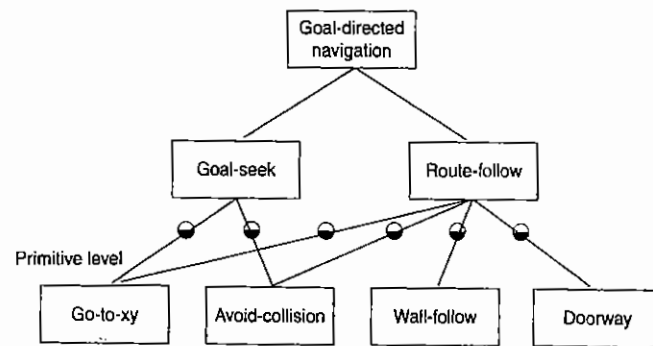 Goal-directed
navigation
Goal-seek
Route-follow
Primitive level
Go-to-xy
Avoid-collision
Wall-follow
Doorway